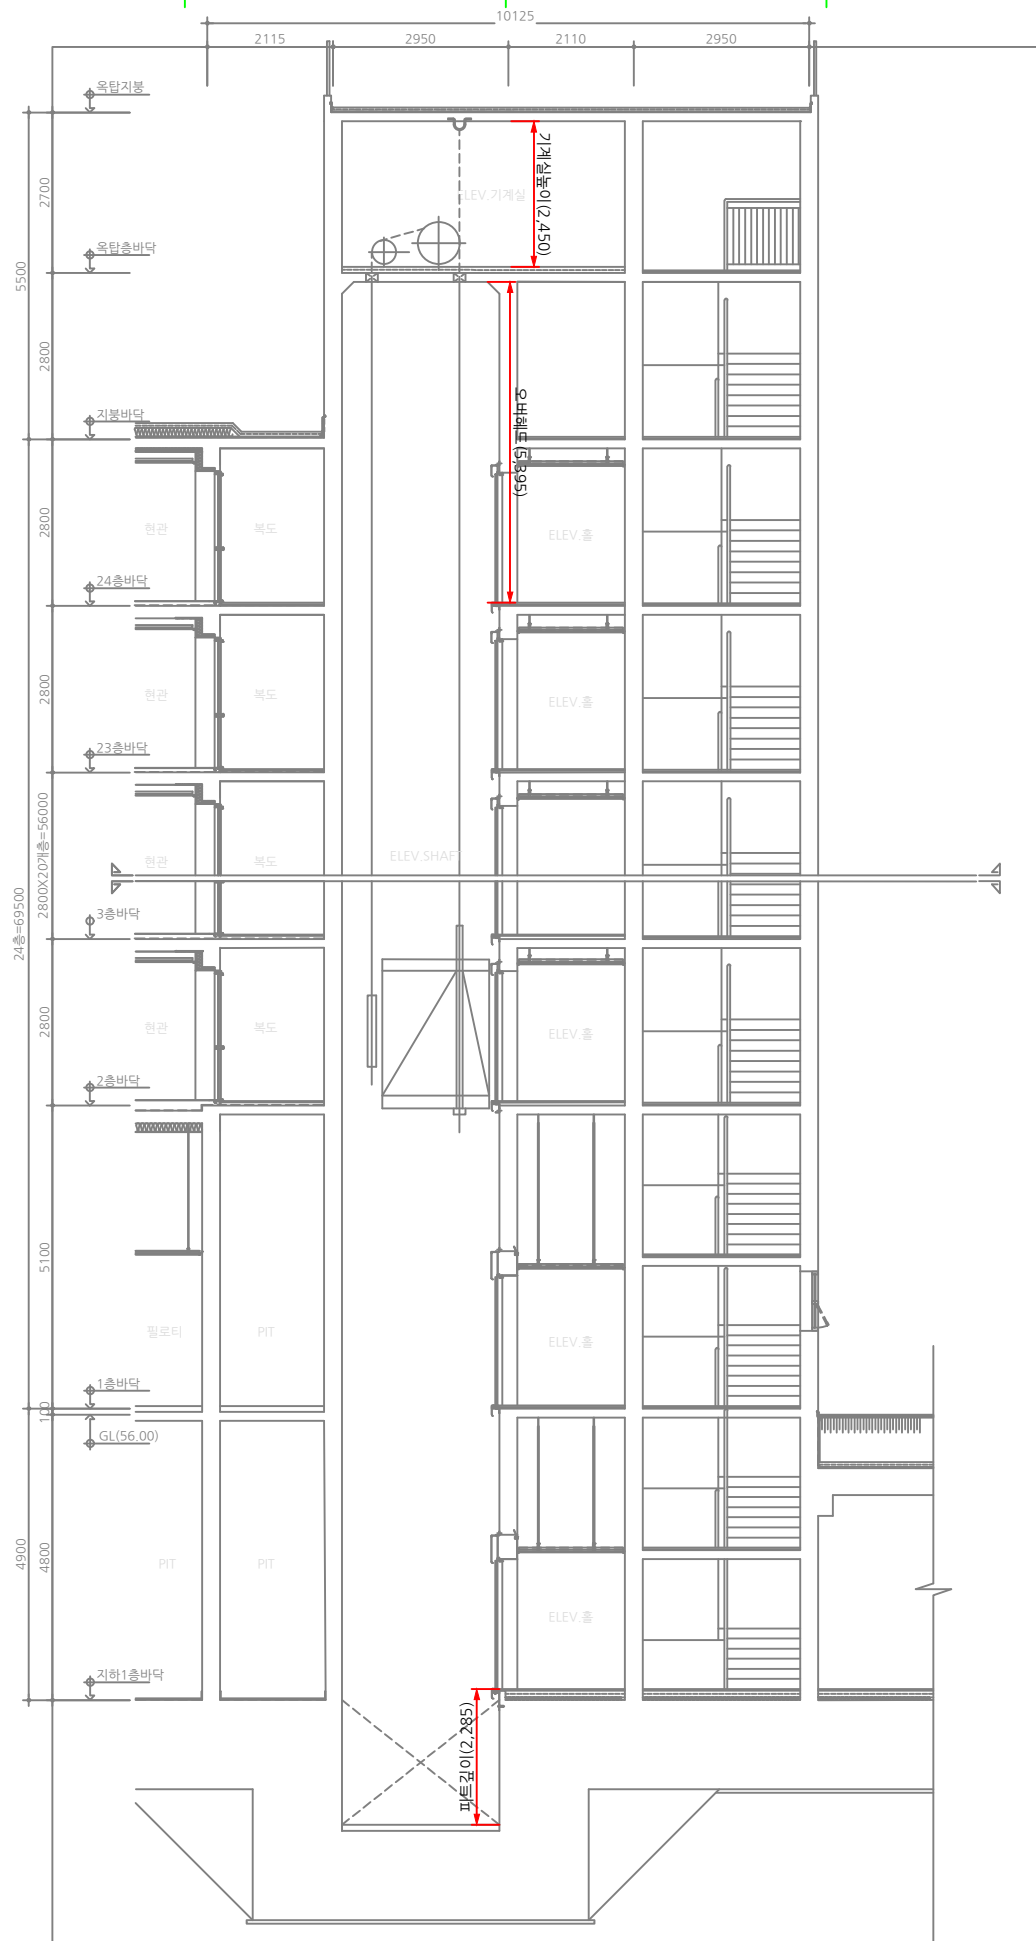 10125
2115 2950 2110 2950
옥탑지붕
기계실높이(2,450)
ELEV.기계실
2700
옥탑층바닥
5500
2800
오버헤드(5,395)
지붕바닥
2800
현관 복도 ELEV.홀
24층바닥
2800
현관 복도 ELEV.홀
23층바닥
2800X20개층=56000
24층=69500
현관 복도 ELEV.SHAFT
3층바닥
2800
현관 복도 ELEV.홀
2층바닥
5100
필로티 PIT ELEV.홀
1층바닥
100
GL(56.00)
4900
4800
PIT PIT
ELEV.홀
지하1층바닥
피트깊이(2,285)